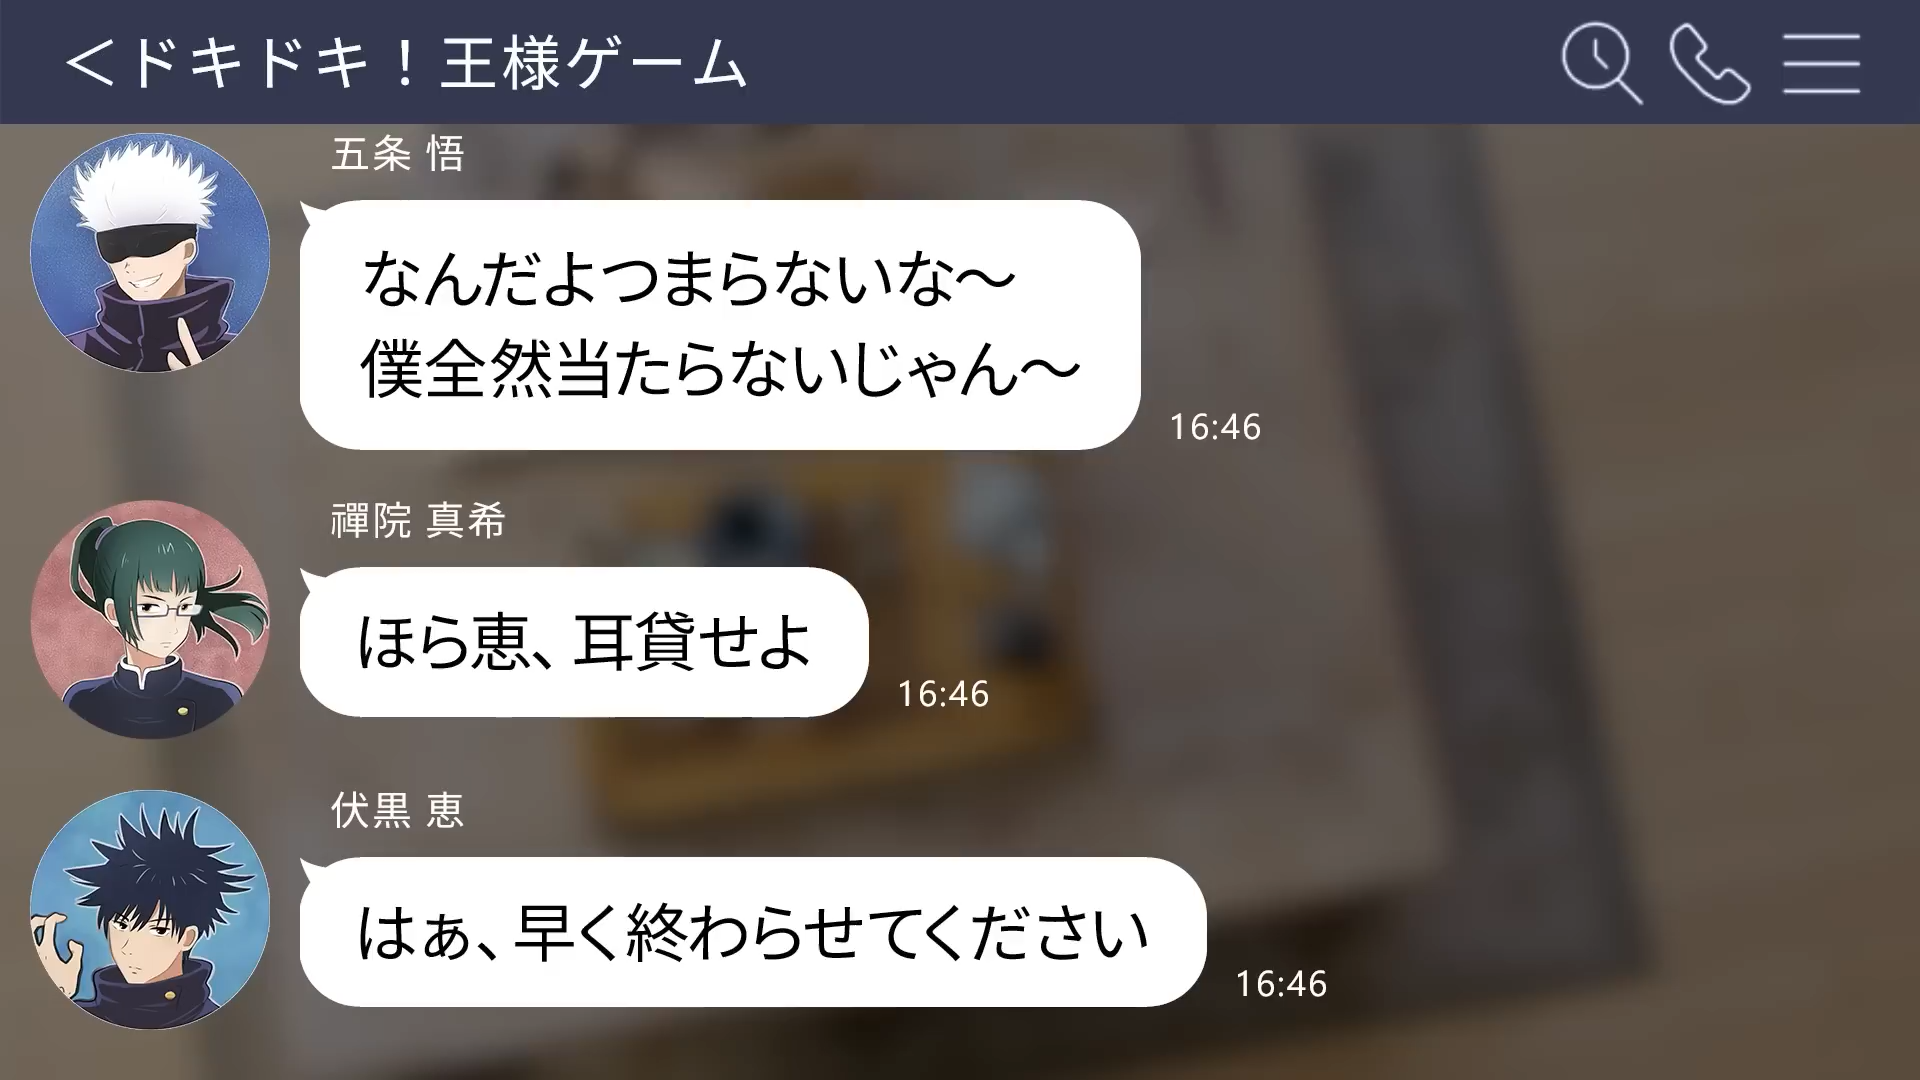 ＜ドキドキ！王様ゲーム
五条 悟
なんだよつまらないな～
僕全然当たらないじゃん～
16:46
禪院 真希
ほら恵、耳貸せよ
16:46
伏黒 恵
はぁ、早く終わらせてください
16:46